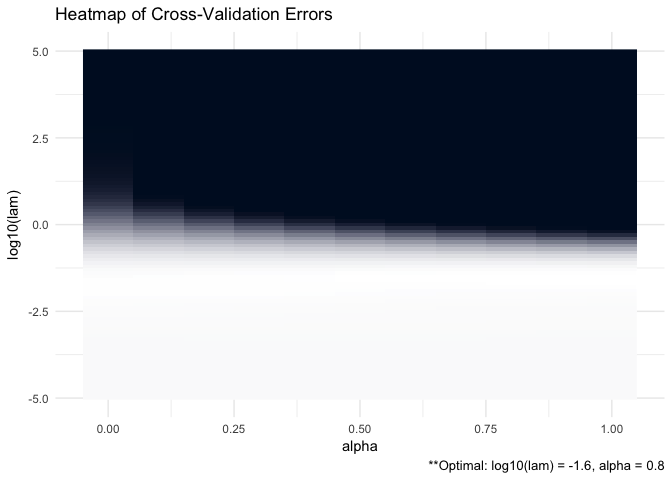 Heatmap of Cross-Validation Errors
5.0
2.5
0.0
-2.5
-5.0
log10(lam)
0.00 0.25 0.50 0.75 1.00
alpha
**Optimal: log10(lam) = -1.6, alpha = 0.8